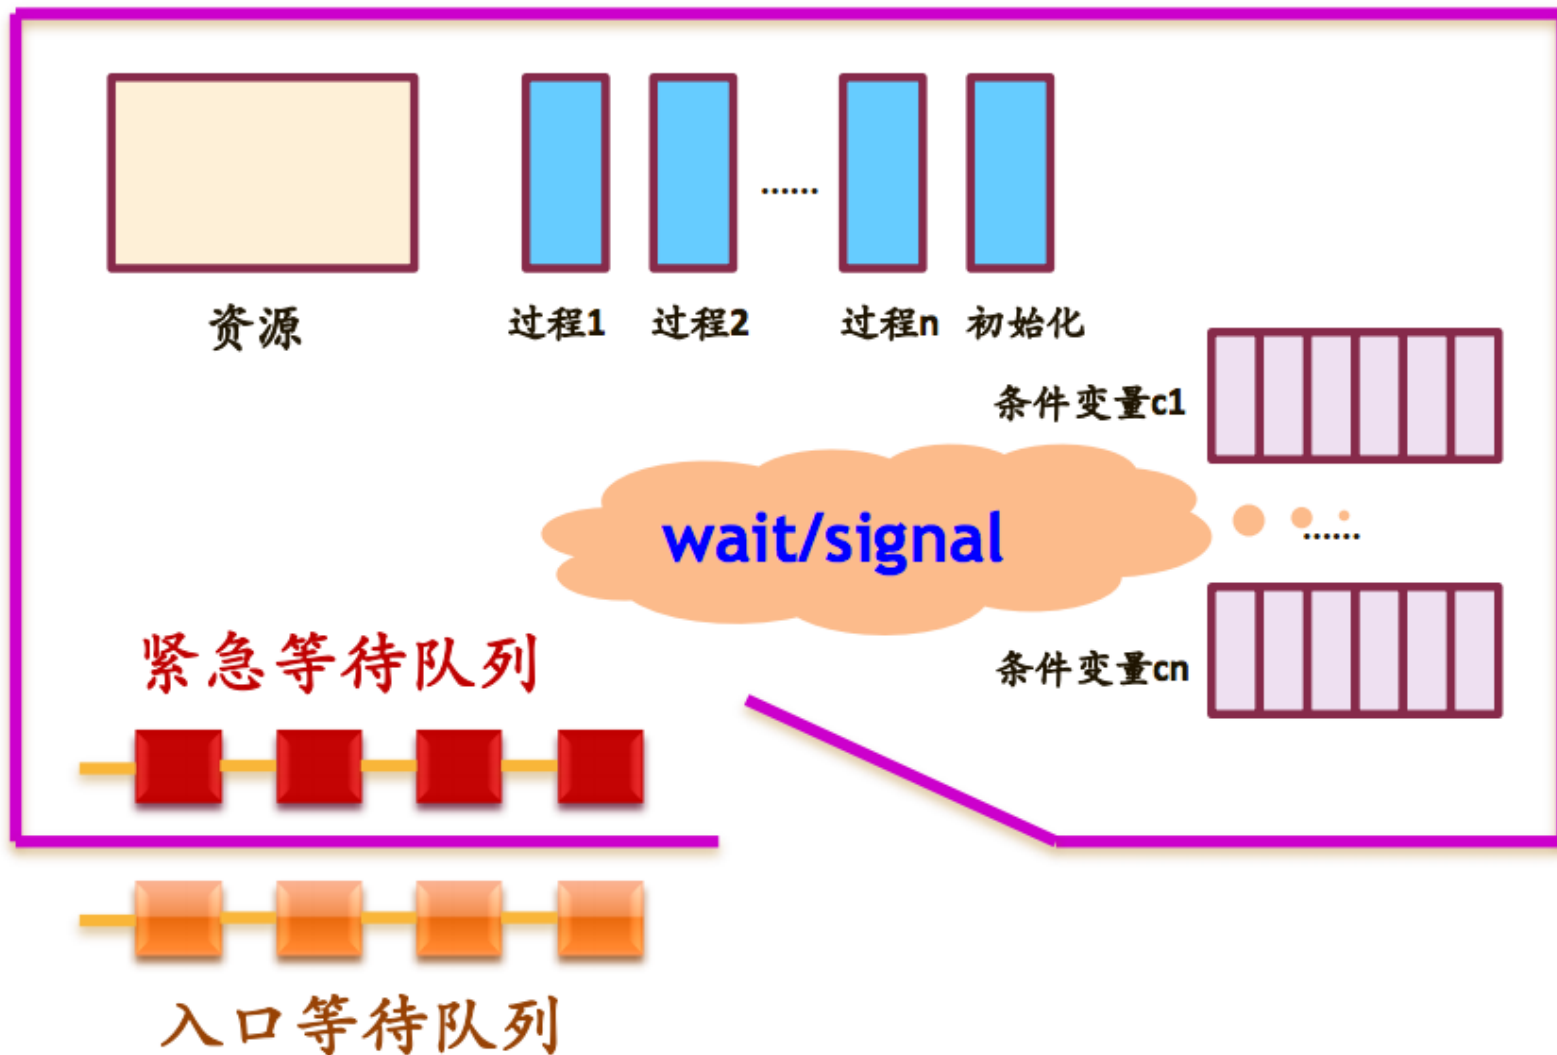 资源
过程1 过程2 …… 过程n 初始化
条件变量c1
wait/signal
……
条件变量cn
紧急等待队列
入口等待队列